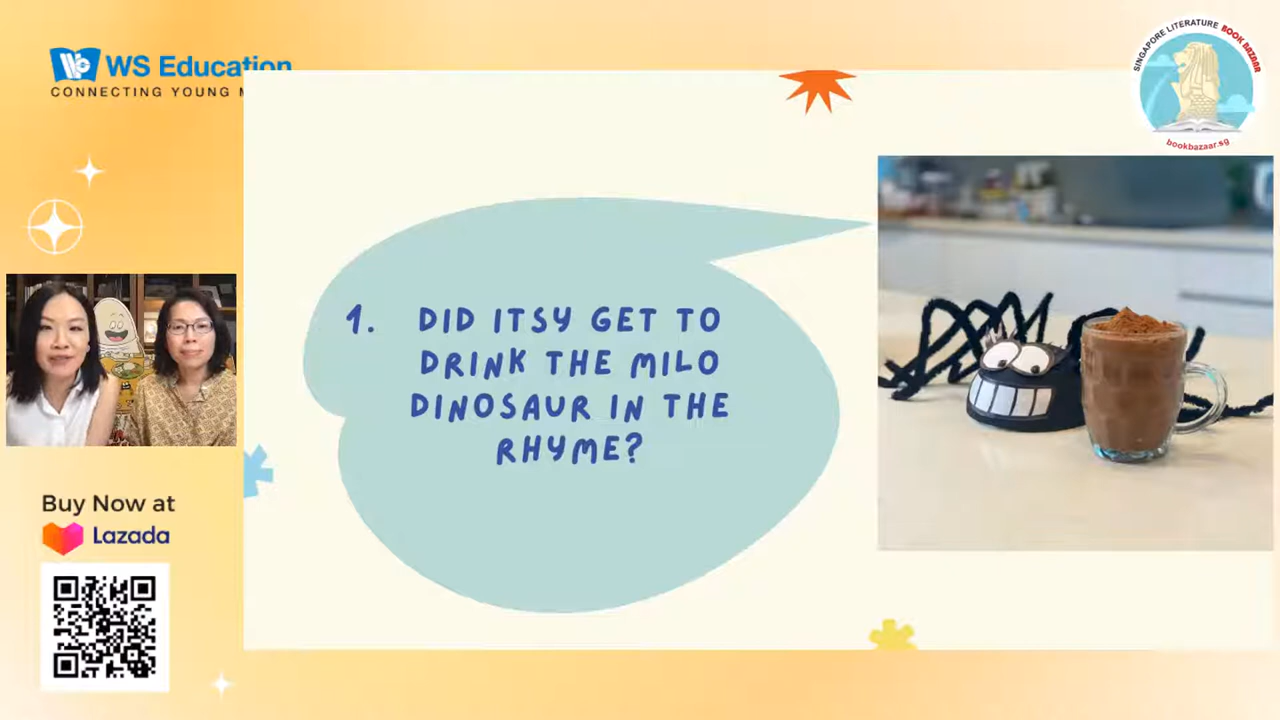 WS Education
CONNECTING YOUNG
SINGAPORE LITERATURE BOOK BAZAAR
bookbazaar.sg
1. DID ITSY GET TO
DRINK THE MILO
DINOSAUR IN THE
RHYME?
Buy Now at
Lazada